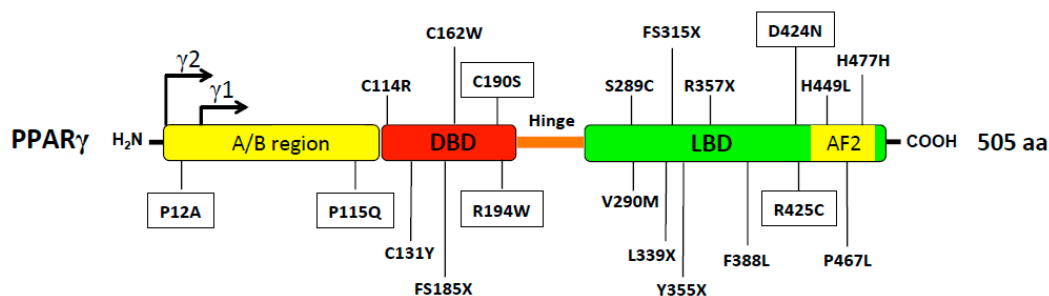 FS315X
D424N
C162W
H477H
γ2
C114R
C190S
S289C
R357X
H449L
γ1
Hinge
PPARγ
H₂N
A/B region
DBD
LBD
AF2
COOH
505 aa
P12A
P115Q
R194W
V290M
R425C
C131Y
L339X
F388L
P467L
FS185X
Y355X